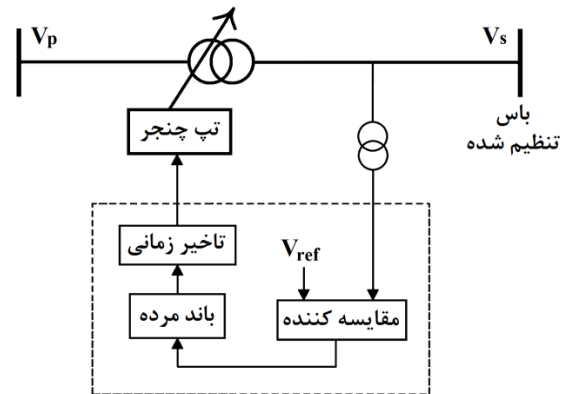 Vp
Vs
باس
تنظیم شده
تپ چنجر
تاخیر زمانی
Vref
باند مرده
مقایسه کننده